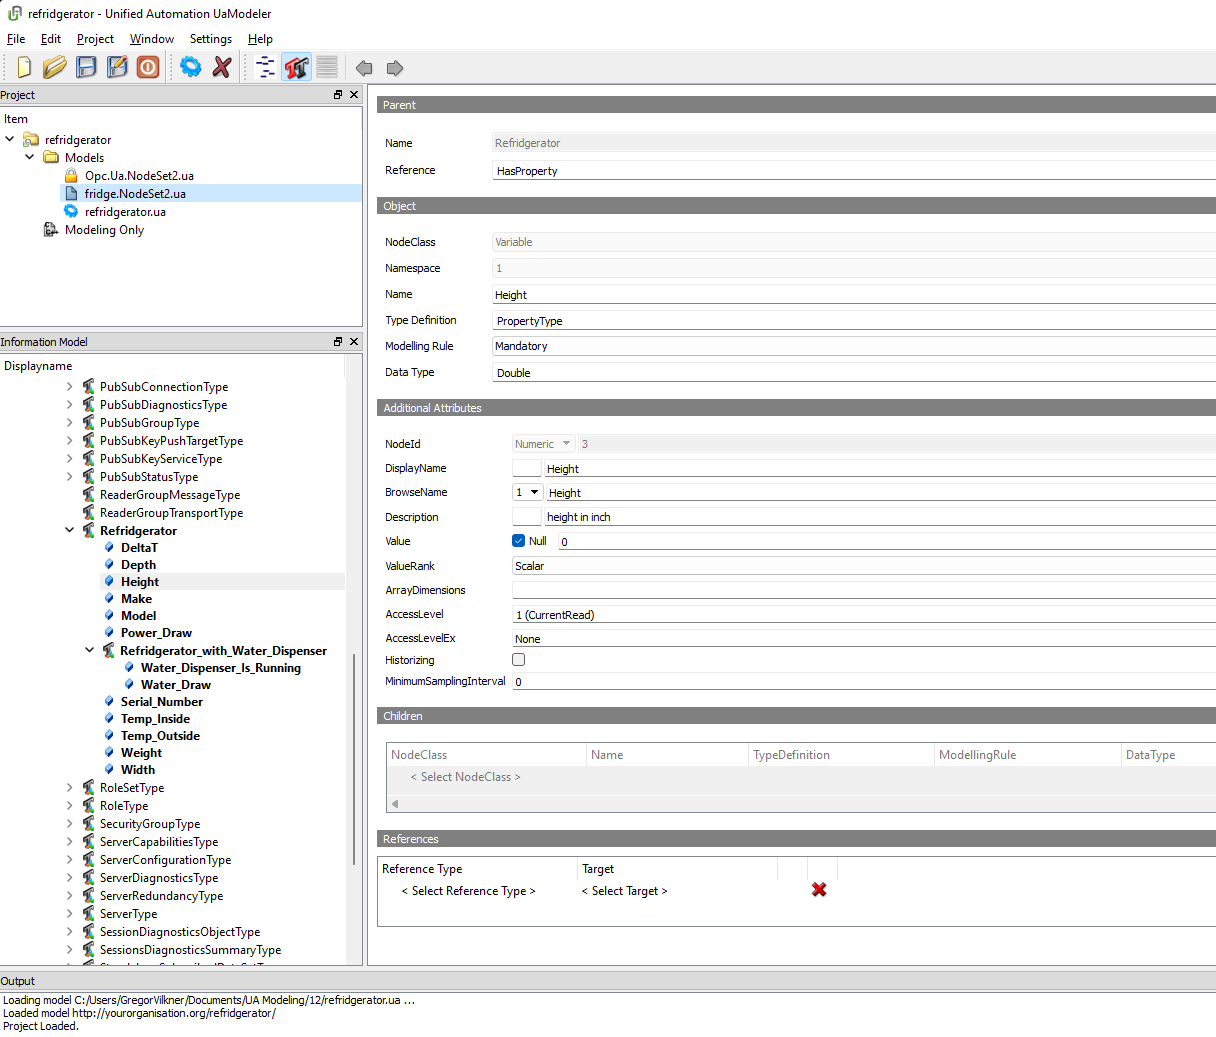 refridgerator - Unified Automation UaModeler
File Edit Project Window Settings Help
Project
Item
refridgerator
Models
Opc.Ua.NodeSet2.ua
fridge.NodeSet2.ua
refridgerator.ua
Modeling Only
Information Model
Displayname
PubSubConnectionType
PubSubDiagnosticsType
PubSubGroupType
PubSubKeyPushTargetType
PubSubKeyServiceType
PubSubStatusType
ReaderGroupMessageType
ReaderGroupTransportType
Refridgerator
DeltaT
Depth
Height
Make
Model
Power_Draw
Refridgerator_with_Water_Dispenser
Water_Dispenser_Is_Running
Water_Draw
Serial_Number
Temp_Inside
Temp_Outside
Weight
Width
RoleSetType
RoleType
SecurityGroupType
ServerCapabilitiesType
ServerConfigurationType
ServerDiagnosticsType
ServerRedundancyType
ServerType
SessionDiagnosticsObjectType
SessionsDiagnosticsSummaryType
Parent
Name Refridgerator
Reference HasProperty
Object
NodeClass Variable
Namespace 1
Name Height
Type Definition PropertyType
Modelling Rule Mandatory
Data Type Double
Additional Attributes
NodeId Numeric 3
DisplayName Height
BrowseName 1 Height
Description height in inch
Value Null 0
ValueRank Scalar
ArrayDimensions
AccessLevel 1 (CurrentRead)
AccessLevelEx None
Historizing
MinimumSamplingInterval 0
Children
NodeClass Name TypeDefinition ModellingRule DataType
< Select NodeClass >
References
Reference Type Target
< Select Reference Type > < Select Target >
Output
Loading model C:/Users/GregorVilkner/Documents/UA Modeling/12/refridgerator.ua ...
Loaded model http://yourorganisation.org/refridgerator/
Project Loaded.